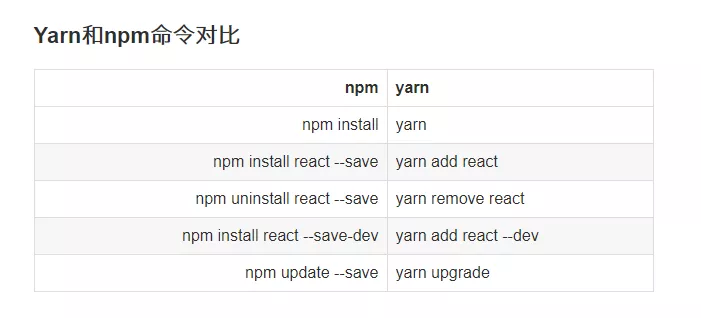 Yarn和npm命令对比
npm yarn
npm install yarn
npm install react --save yarn add react
npm uninstall react --save yarn remove react
npm install react --save-dev yarn add react --dev
npm update --save yarn upgrade